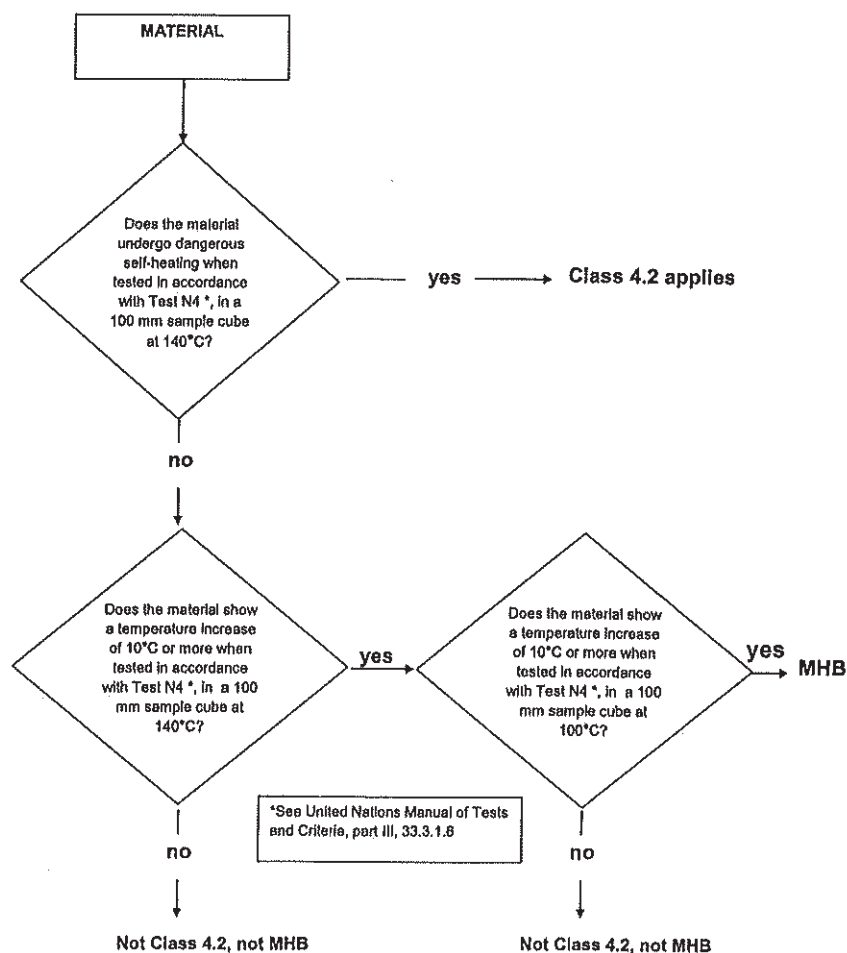 MATERIAL
Does the material
undergo dangerous
self-heating when
tested in accordance
with Test N4 *, in a
100 mm sample cube
at 140°C?
yes
Class 4.2 applies
no
Does the material show
a temperature increase
of 10°C or more when
tested in accordance
with Test N4 *, in a 100
mm sample cube at
140°C?
yes
Does the material show
a temperature increase
of 10°C or more when
tested in accordance
with Test N4 *, in a 100
mm sample cube at
100°C?
yes
MHB
*See United Nations Manual of Tests
and Criteria, part III, 33.3.1.6
no
no
Not Class 4.2, not MHB
Not Class 4.2, not MHB